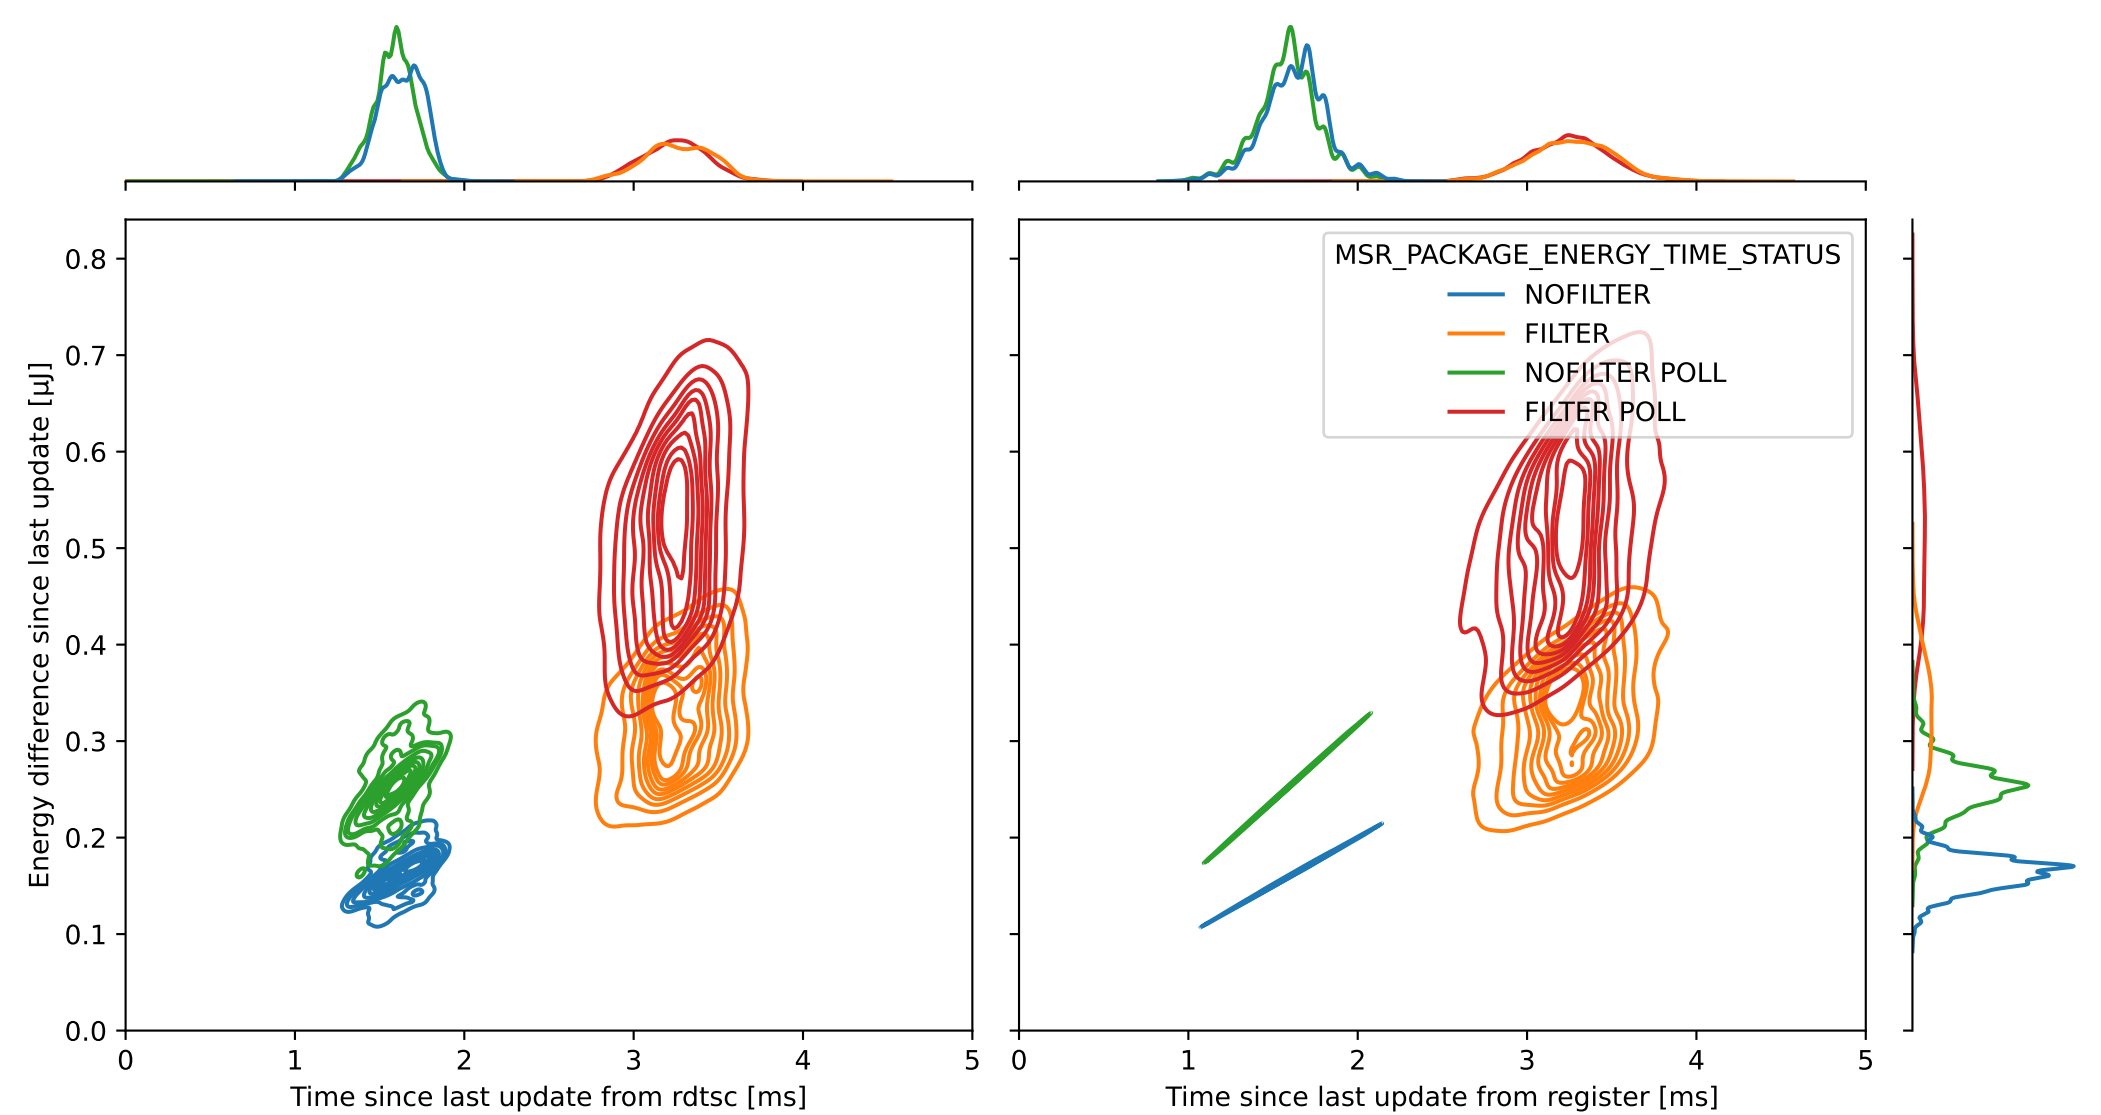 MSR_PACKAGE_ENERGY_TIME_STATUS
NOFILTER
FILTER
NOFILTER POLL
FILTER POLL
Energy difference since last update [µJ]
0.8
0.7
0.6
0.5
0.4
0.3
0.2
0.1
0.0
0 1 2 3 4 5
0 1 2 3 4 5
Time since last update from rdtsc [ms]
Time since last update from register [ms]